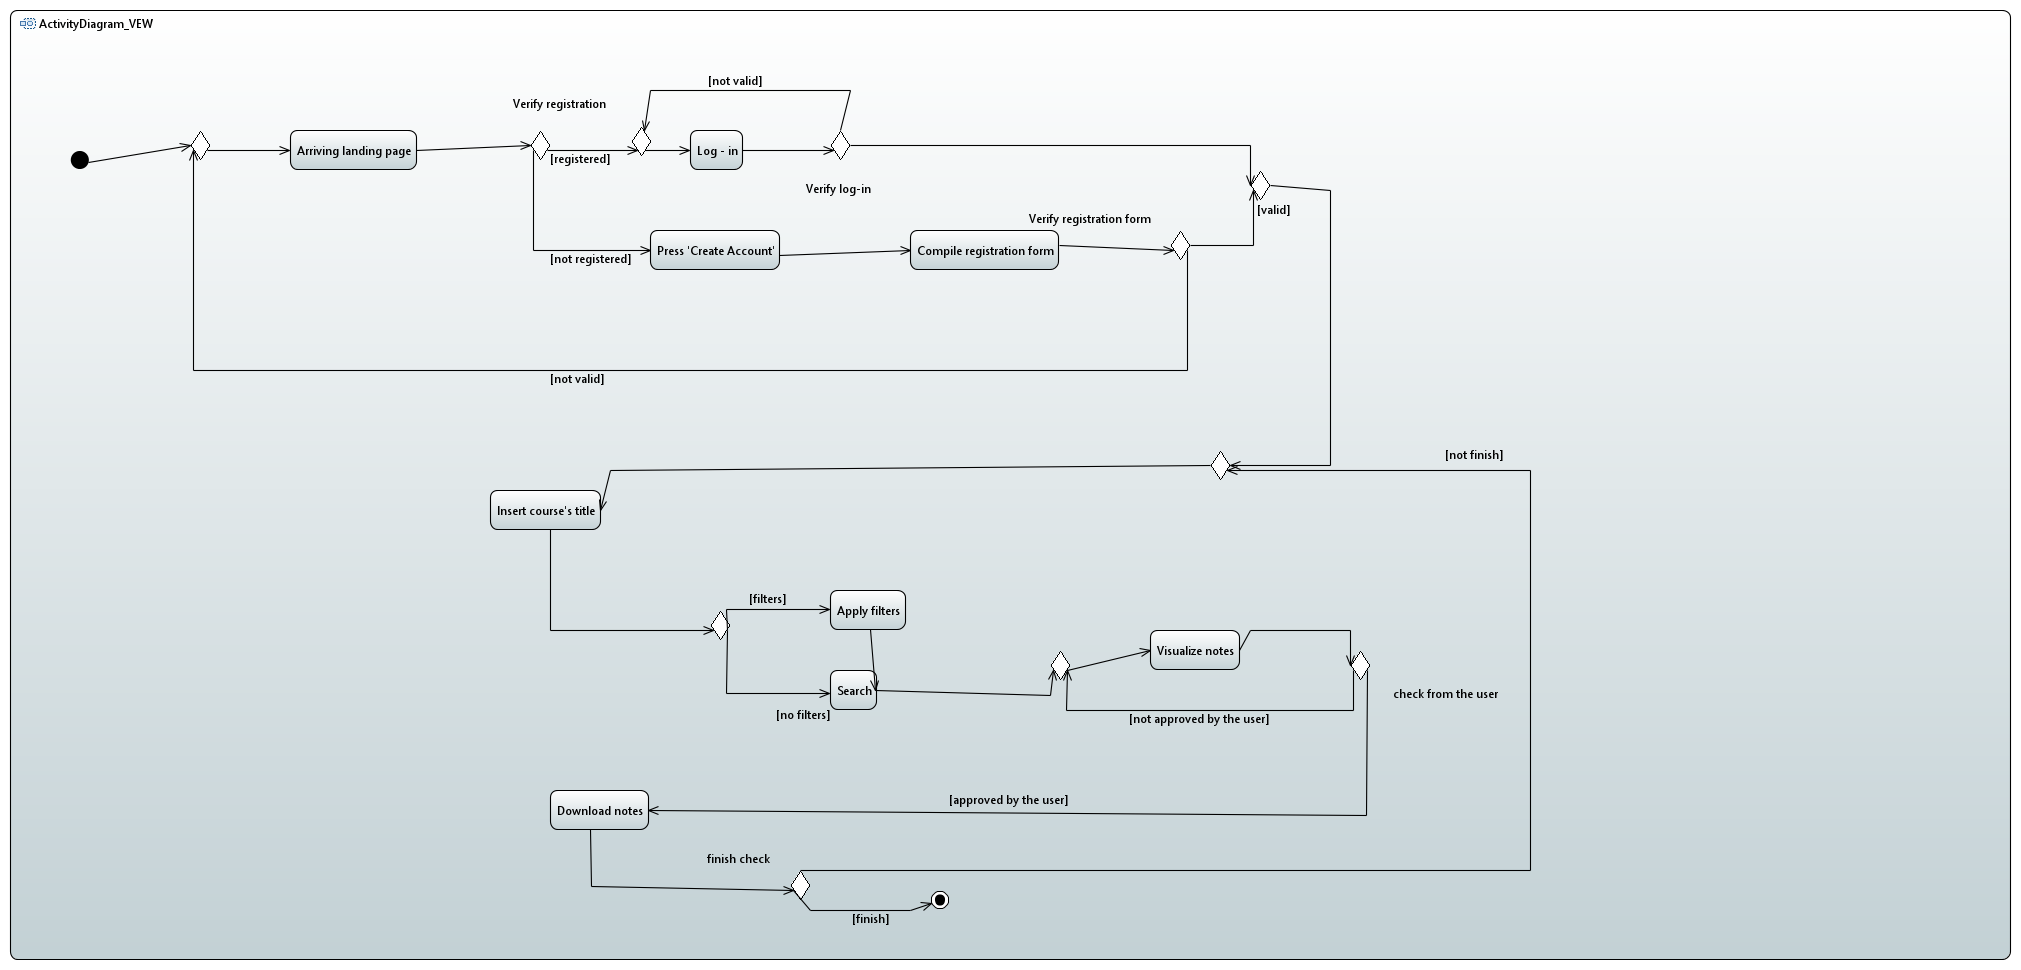 ActivityDiagram_VEW
[not valid]
Verify registration
Arriving landing page
[registered]
Log - in
Verify log-in
[valid]
Verify registration form
Press 'Create Account'
Compile registration form
[not registered]
[not valid]
[not finish]
Insert course's title
[filters]
Apply filters
Visualize notes
Search
check from the user
[no filters]
[not approved by the user]
[approved by the user]
Download notes
finish check
[finish]